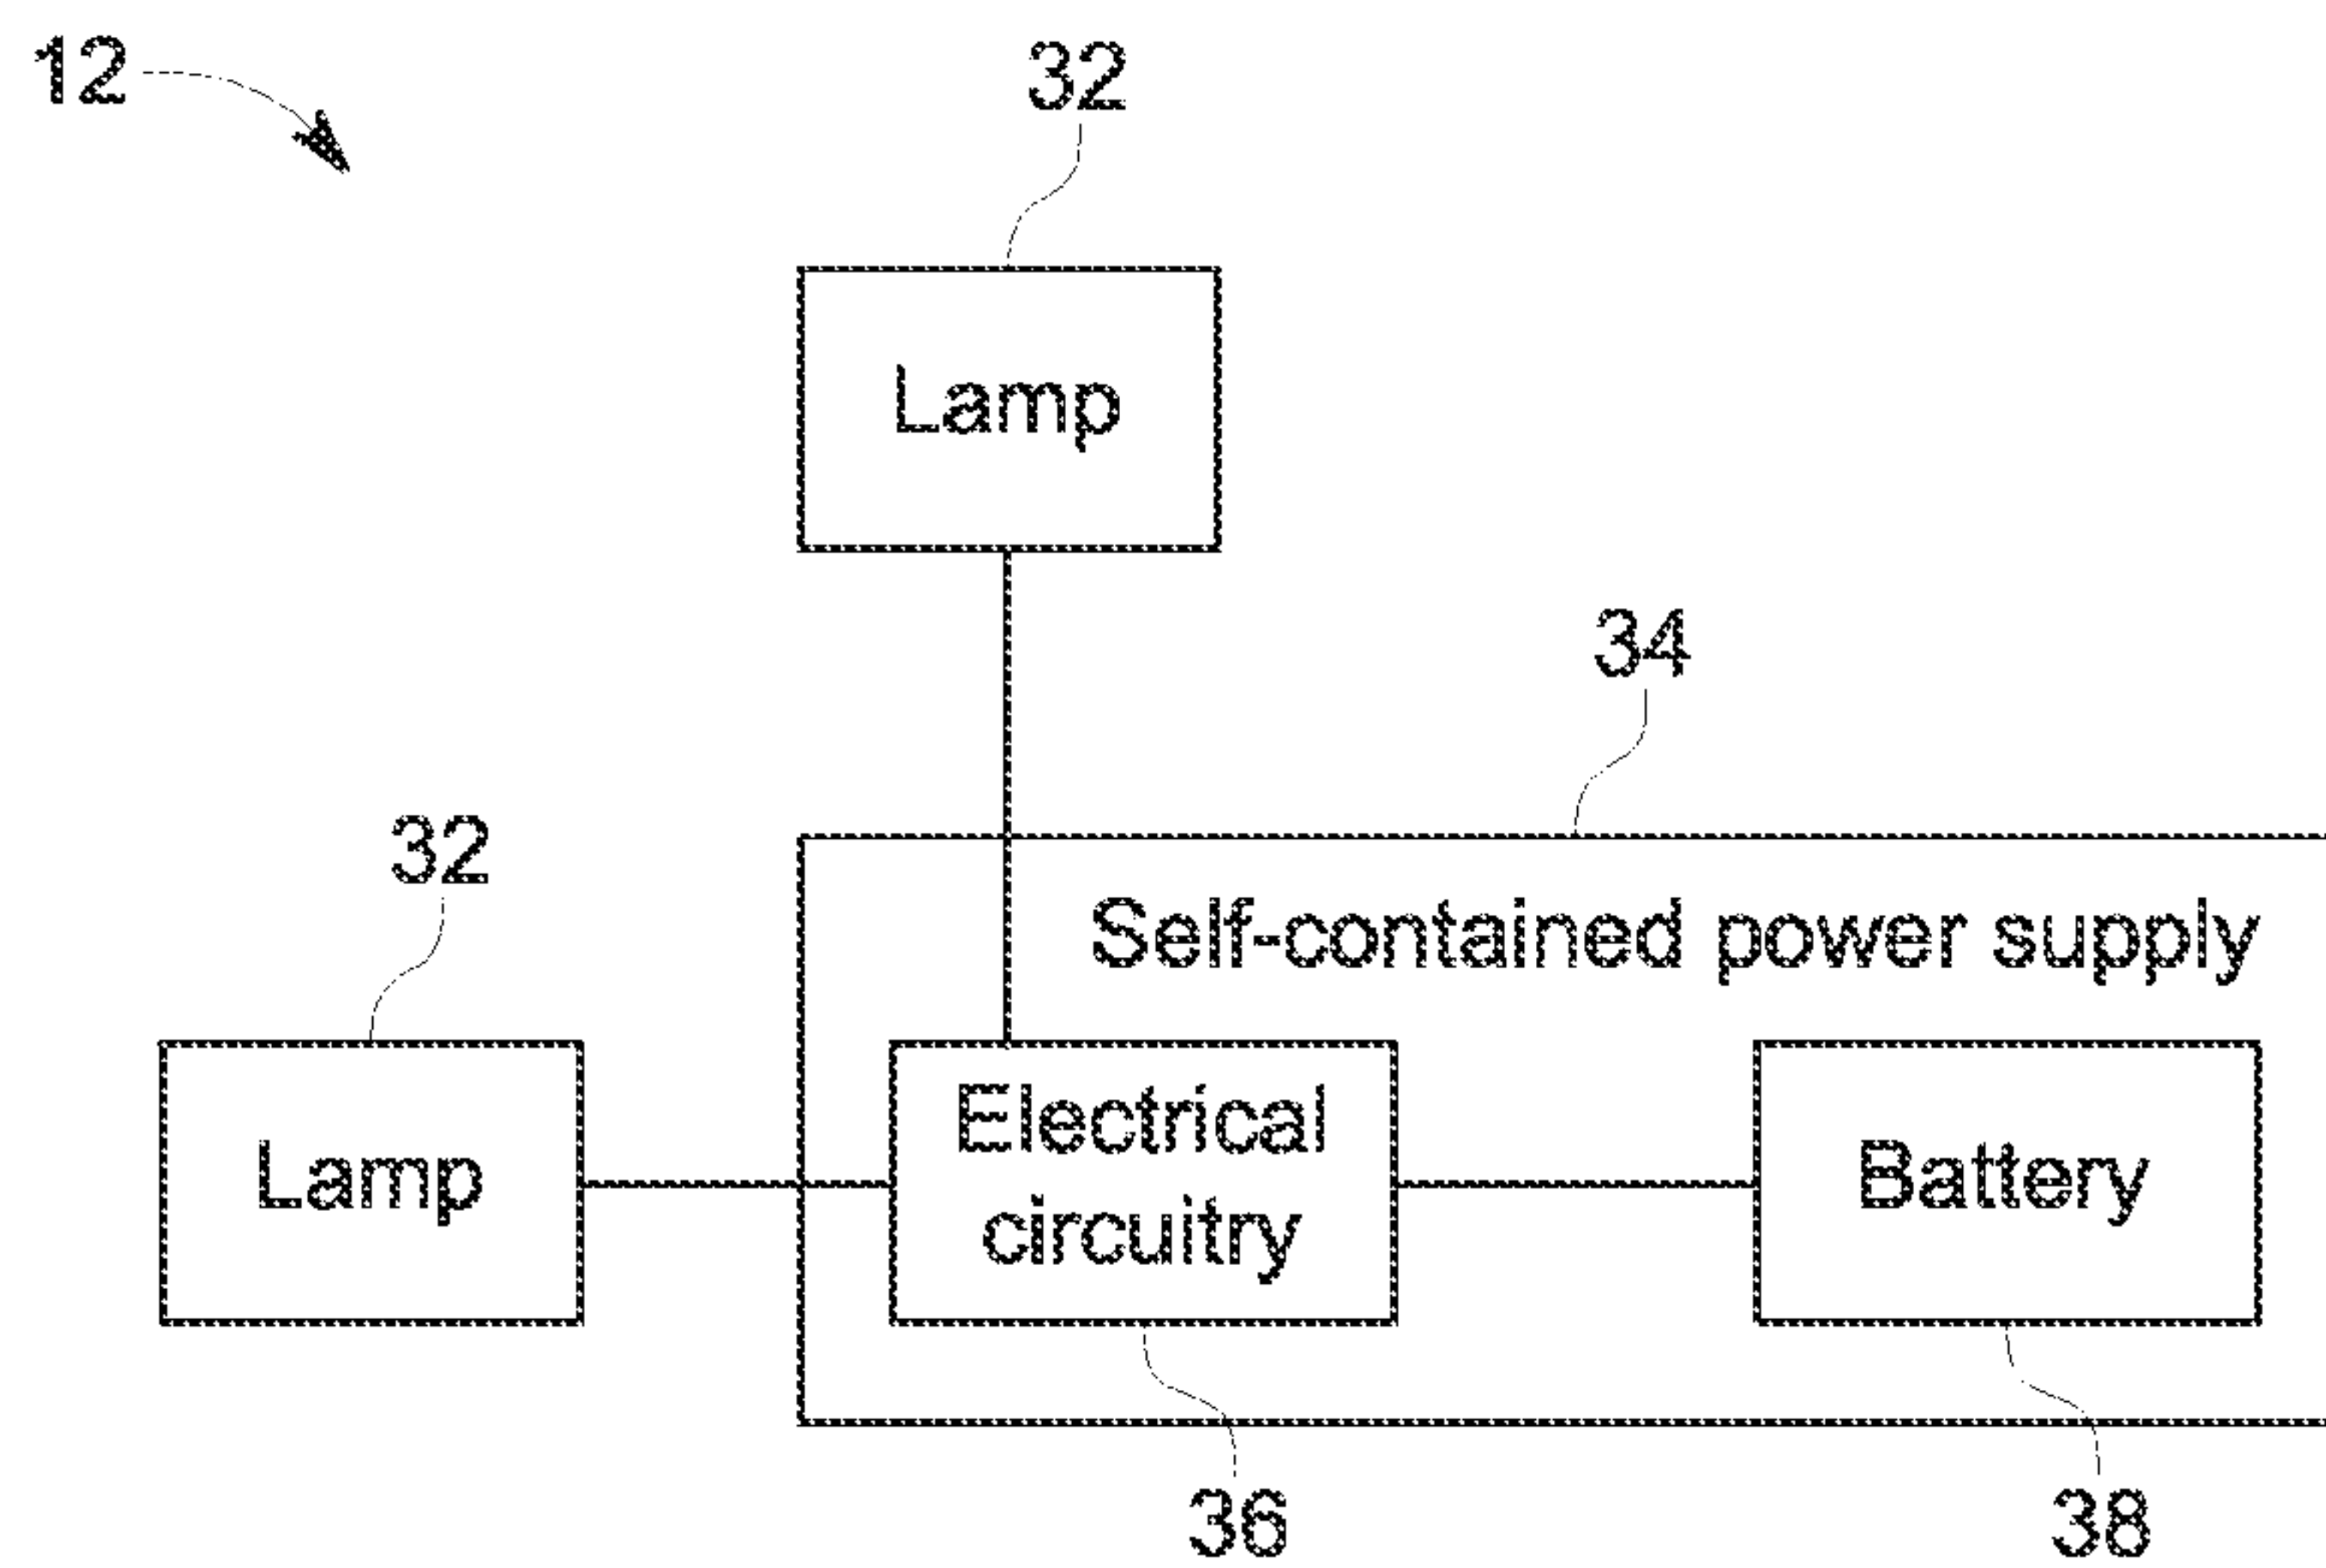 12
32
Lamp
34
32
Self-contained power supply
Lamp
Electrical
circuitry
Battery
36
38